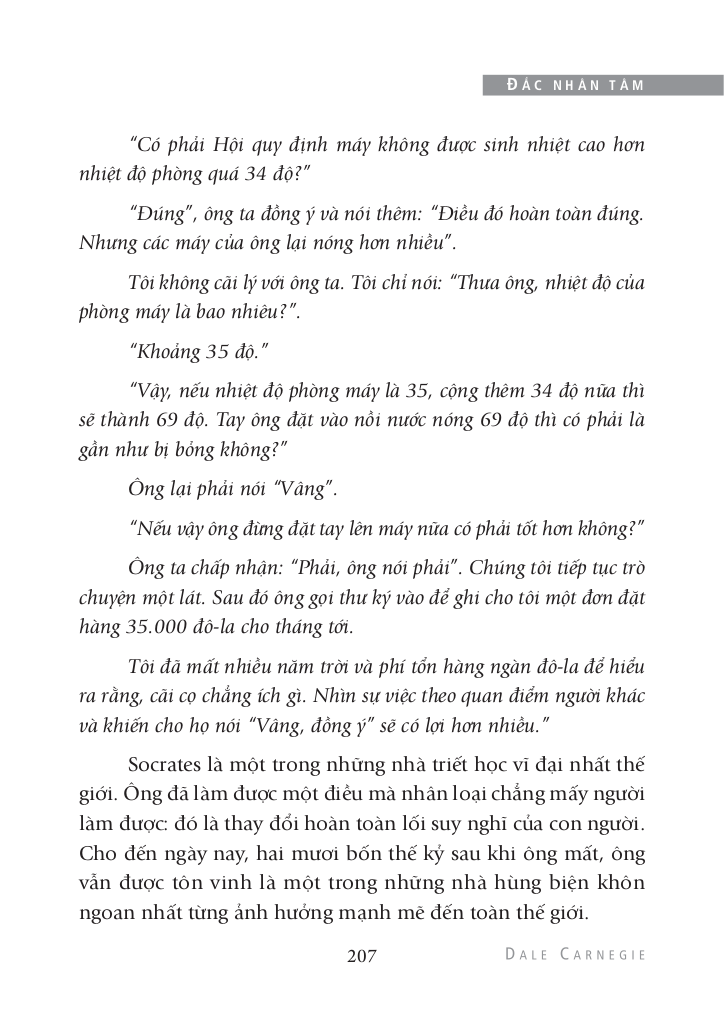 ĐẮC NHÂN TÂM
“Có phải Hội quy định máy không được sinh nhiệt cao hơn
nhiệt độ phòng quá 34 độ?”
“Đúng”, ông ta đồng ý và nói thêm: “Điều đó hoàn toàn đúng.
Nhưng các máy của ông lại nóng hơn nhiều”.
Tôi không cãi lý với ông ta. Tôi chỉ nói: “Thưa ông, nhiệt độ của
phòng máy là bao nhiêu?”.
“Khoảng 35 độ.”
“Vậy, nếu nhiệt độ phòng máy là 35, cộng thêm 34 độ nữa thì
sẽ thành 69 độ. Tay ông đặt vào nồi nước nóng 69 độ thì có phải là
gần như bị bỏng không?”
Ông lại phải nói “Vâng”.
“Nếu vậy ông đừng đặt tay lên máy nữa có phải tốt hơn không?”
Ông ta chấp nhận: “Phải, ông nói phải”. Chúng tôi tiếp tục trò
chuyện một lát. Sau đó ông gọi thư ký vào để ghi cho tôi một đơn đặt
hàng 35.000 đô-la cho tháng tới.
Tôi đã mất nhiều năm trời và phí tổn hàng ngàn đô-la để hiểu
ra rằng, cãi cọ chẳng ích gì. Nhìn sự việc theo quan điểm người khác
và khiến cho họ nói “Vâng, đồng ý” sẽ có lợi hơn nhiều.”
Socrates là một trong những nhà triết học vĩ đại nhất thế
giới. Ông đã làm được một điều mà nhân loại chẳng mấy người
làm được: đó là thay đổi hoàn toàn lối suy nghĩ của con người.
Cho đến ngày nay, hai mươi bốn thế kỷ sau khi ông mất, ông
vẫn được tôn vinh là một trong những nhà hùng biện khôn
ngoan nhất từng ảnh hưởng mạnh mẽ đến toàn thế giới.
207
DALE CARNEGIE